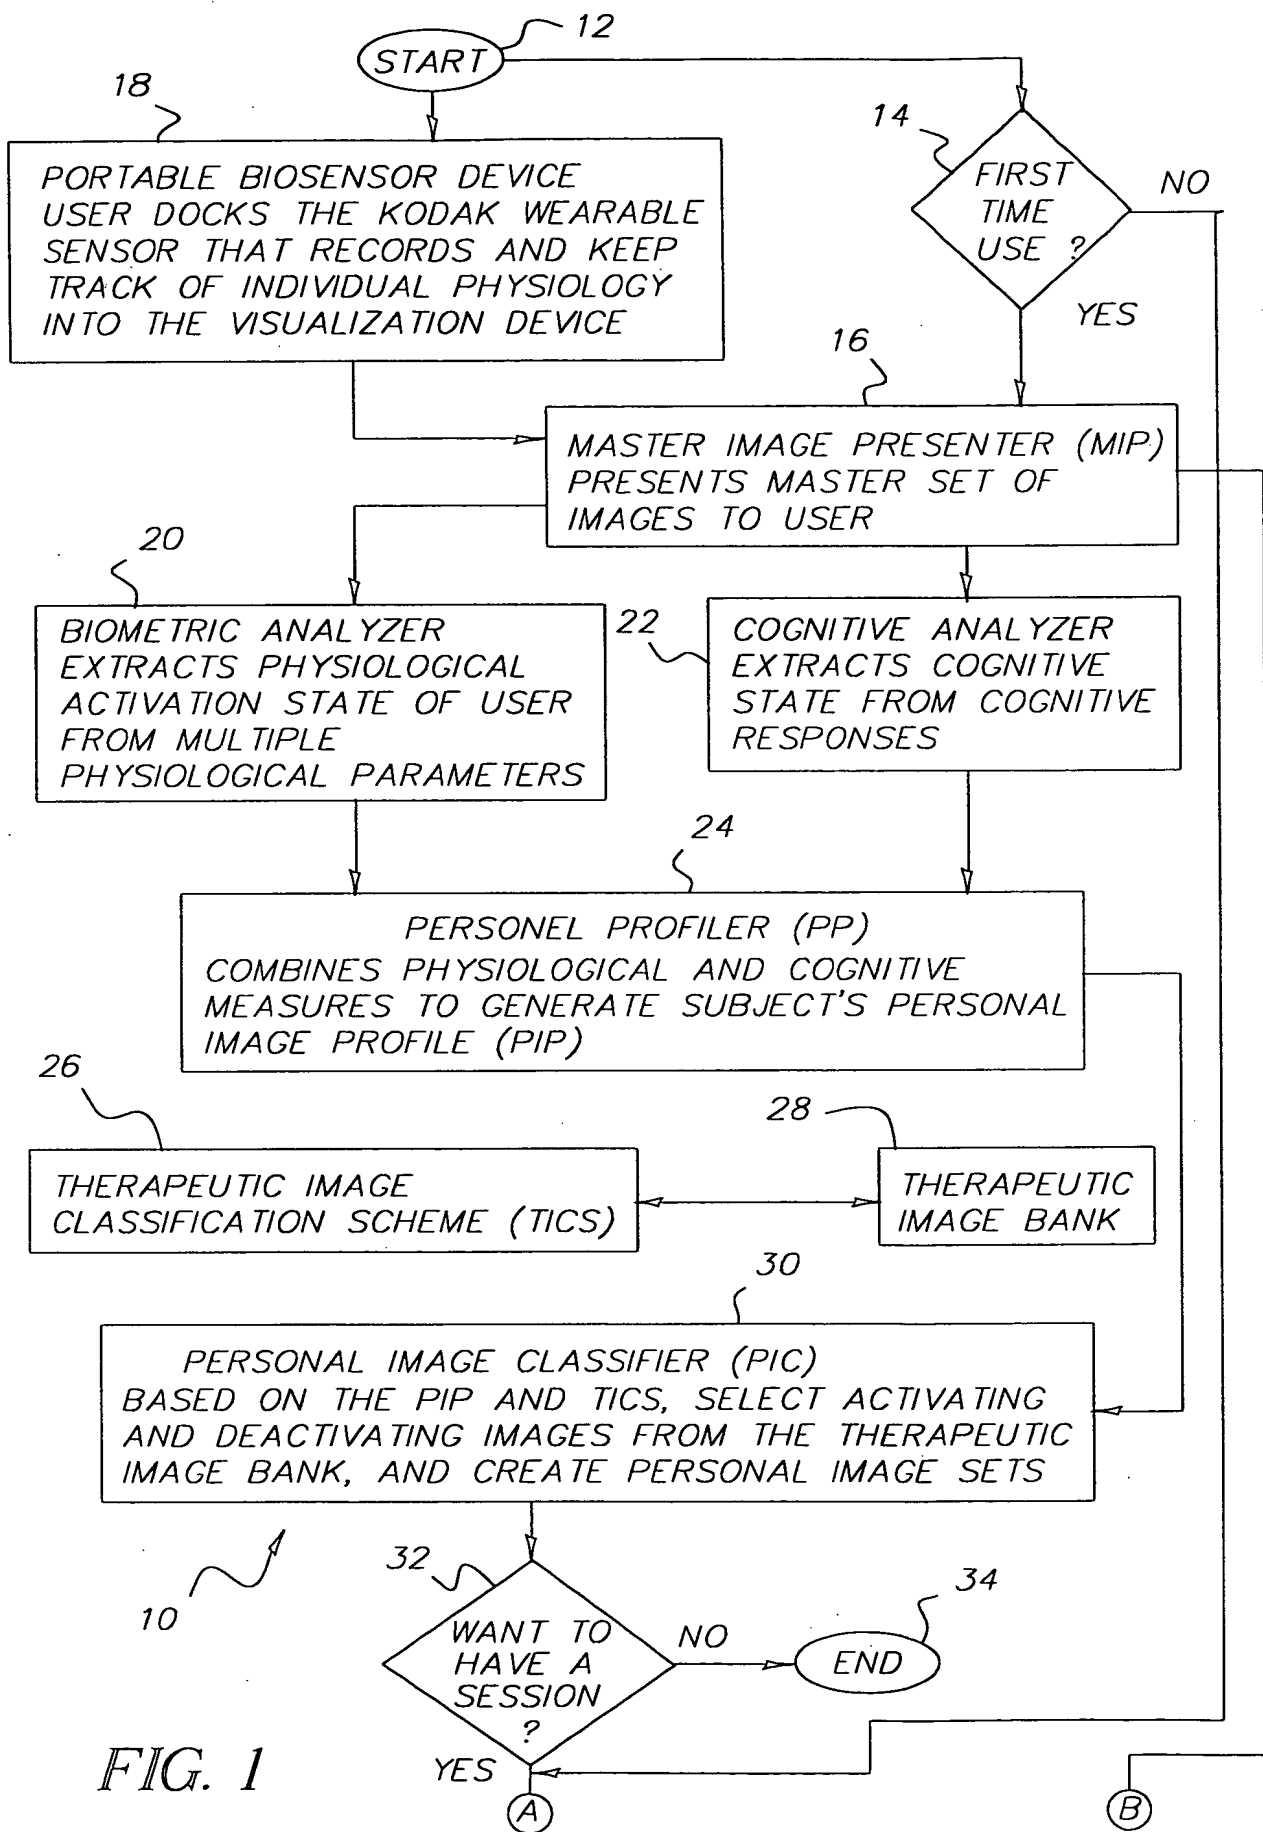 12
START
18
14
PORTABLE BIOSENSOR DEVICE
USER DOCKS THE KODAK WEARABLE
SENSOR THAT RECORDS AND KEEP
TRACK OF INDIVIDUAL PHYSIOLOGY
INTO THE VISUALIZATION DEVICE
FIRST
TIME
USE ?
NO
YES
16
MASTER IMAGE PRESENTER (MIP)
PRESENTS MASTER SET OF
IMAGES TO USER
20
BIOMETRIC ANALYZER
EXTRACTS PHYSIOLOGICAL
ACTIVATION STATE OF USER
FROM MULTIPLE
PHYSIOLOGICAL PARAMETERS
22
COGNITIVE ANALYZER
EXTRACTS COGNITIVE
STATE FROM COGNITIVE
RESPONSES
24
PERSONEL PROFILER (PP)
COMBINES PHYSIOLOGICAL AND COGNITIVE
MEASURES TO GENERATE SUBJECT'S PERSONAL
IMAGE PROFILE (PIP)
26
THERAPEUTIC IMAGE
CLASSIFICATION SCHEME (TICS)
28
THERAPEUTIC
IMAGE BANK
30
PERSONAL IMAGE CLASSIFIER (PIC)
BASED ON THE PIP AND TICS, SELECT ACTIVATING
AND DEACTIVATING IMAGES FROM THE THERAPEUTIC
IMAGE BANK, AND CREATE PERSONAL IMAGE SETS
10
32
WANT TO
HAVE A
SESSION
?
NO
34
END
YES
FIG. 1
A
B